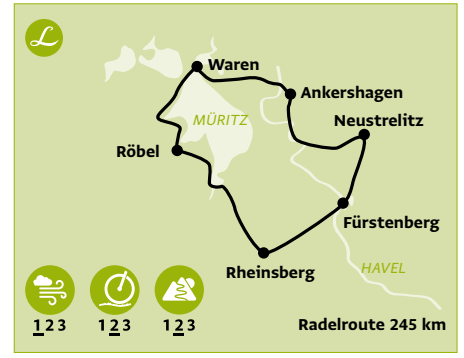 L
Waren
Ankershagen
MÜRITZ
Neustrelitz
Röbel
Fürstenberg
HAVEL
Rheinsberg
1 2 3 1 2 3 1 2 3
Radelroute 245 km